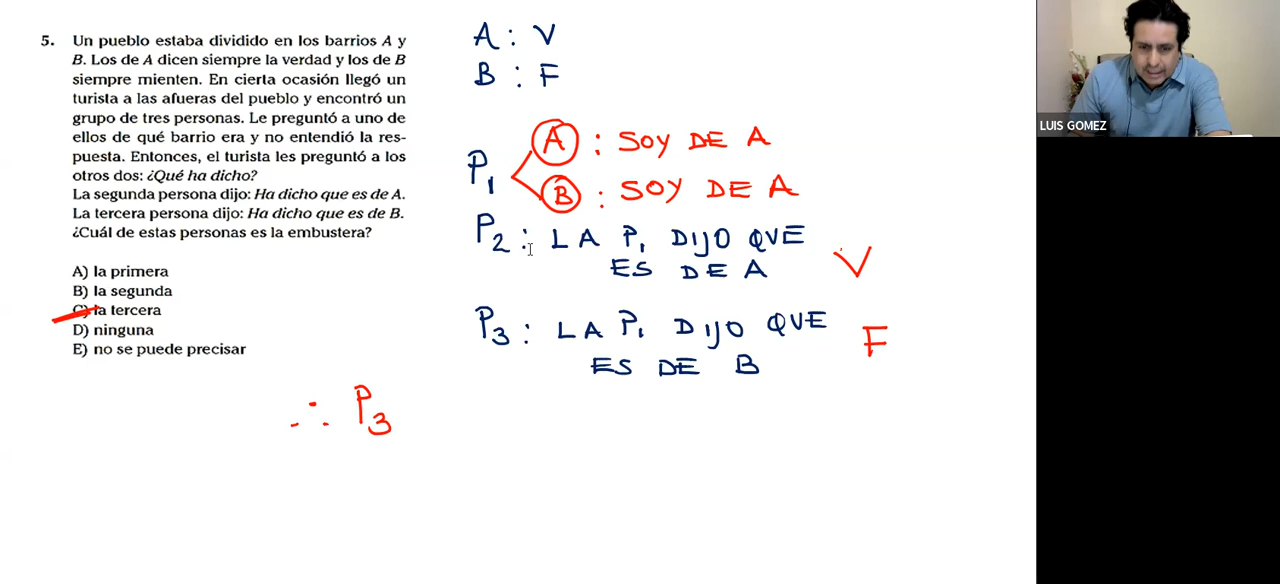 5. Un pueblo estaba dividido en los barrios A y
B. Los de A dicen siempre la verdad y los de B
siempre mienten. En cierta ocasión llegó un
turista a las afueras del pueblo y encontró un
grupo de tres personas. Le preguntó a uno de
ellos de qué barrio era y no entendió la res-
puesta. Entonces, el turista les preguntó a los
otros dos: ¿Qué ha dicho?
La segunda persona dijo: Ha dicho que es de A.
La tercera persona dijo: Ha dicho que es de B.
¿Cuál de estas personas es la embustera?
A) la primera
B) la segunda
C) la tercera
D) ninguna
E) no se puede precisar
∴ P3
A : V
B : F
P1
A : SOY DE A
B : SOY DE A
P2 : LA P1 DIJO QUE
ES DE A
V
P3 : LA P1 DIJO QUE
ES DE B
F
LUIS GOMEZ